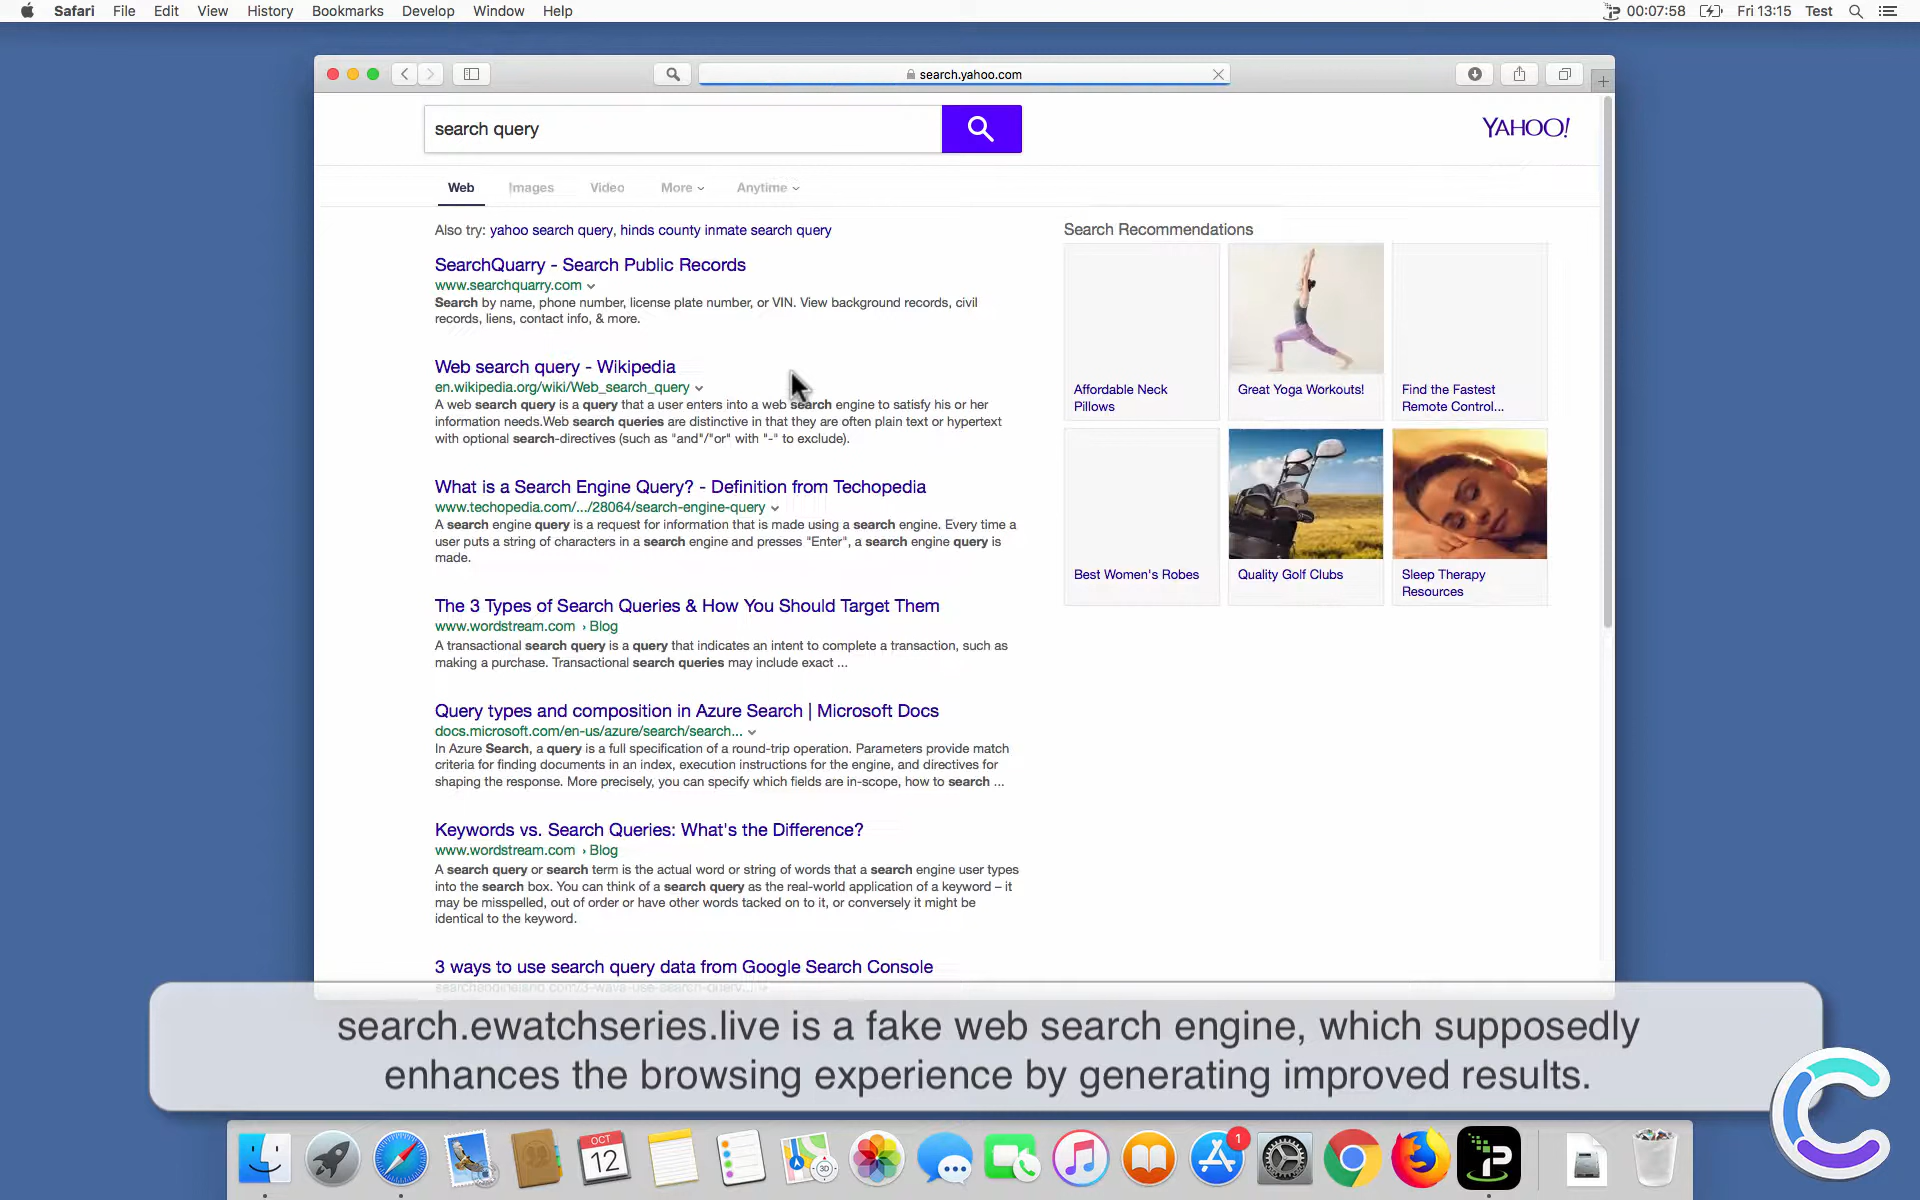 Safari File Edit View History Bookmarks Develop Window Help 00:07:58 Fri 13:15 Test
search.yahoo.com
search query
YAHOO!
Web Images Video More Anytime
Also try: yahoo search query, hinds county inmate search query
SearchQuarry - Search Public Records
www.searchquarry.com
Search by name, phone number, license plate number, or VIN. View background records, civil
records, liens, contact info, & more.
Web search query - Wikipedia
en.wikipedia.org/wiki/Web_search_query
A web search query is a query that a user enters into a web search engine to satisfy his or her
information needs.Web search queries are distinctive in that they are often plain text or hypertext
with optional search-directives (such as "and"/"or" with "-" to exclude).
What is a Search Engine Query? - Definition from Techopedia
www.techopedia.com/.../28064/search-engine-query
A search engine query is a request for information that is made using a search engine. Every time a
user puts a string of characters in a search engine and presses "Enter", a search engine query is
made.
The 3 Types of Search Queries & How You Should Target Them
www.wordstream.com › Blog
A transactional search query is a query that indicates an intent to complete a transaction, such as
making a purchase. Transactional search queries may include exact ...
Query types and composition in Azure Search | Microsoft Docs
docs.microsoft.com/en-us/azure/search/search...
In Azure Search, a query is a full specification of a round-trip operation. Parameters provide match
criteria for finding documents in an index, execution instructions for the engine, and directives for
shaping the response. More precisely, you can specify which fields are in-scope, how to search ...
Keywords vs. Search Queries: What's the Difference?
www.wordstream.com › Blog
A search query or search term is the actual word or string of words that a search engine user types
into the search box. You can think of a search query as the real-world application of a keyword – it
may be misspelled, out of order or have other words tacked on to it, or conversely it might be
identical to the keyword.
3 ways to use search query data from Google Search Console
Search Recommendations
Affordable Neck
Pillows
Great Yoga Workouts!
Find the Fastest
Remote Control...
Best Women's Robes
Quality Golf Clubs
Sleep Therapy
Resources
search.ewatchseries.live is a fake web search engine, which supposedly
enhances the browsing experience by generating improved results.
OCT
12
3D
1